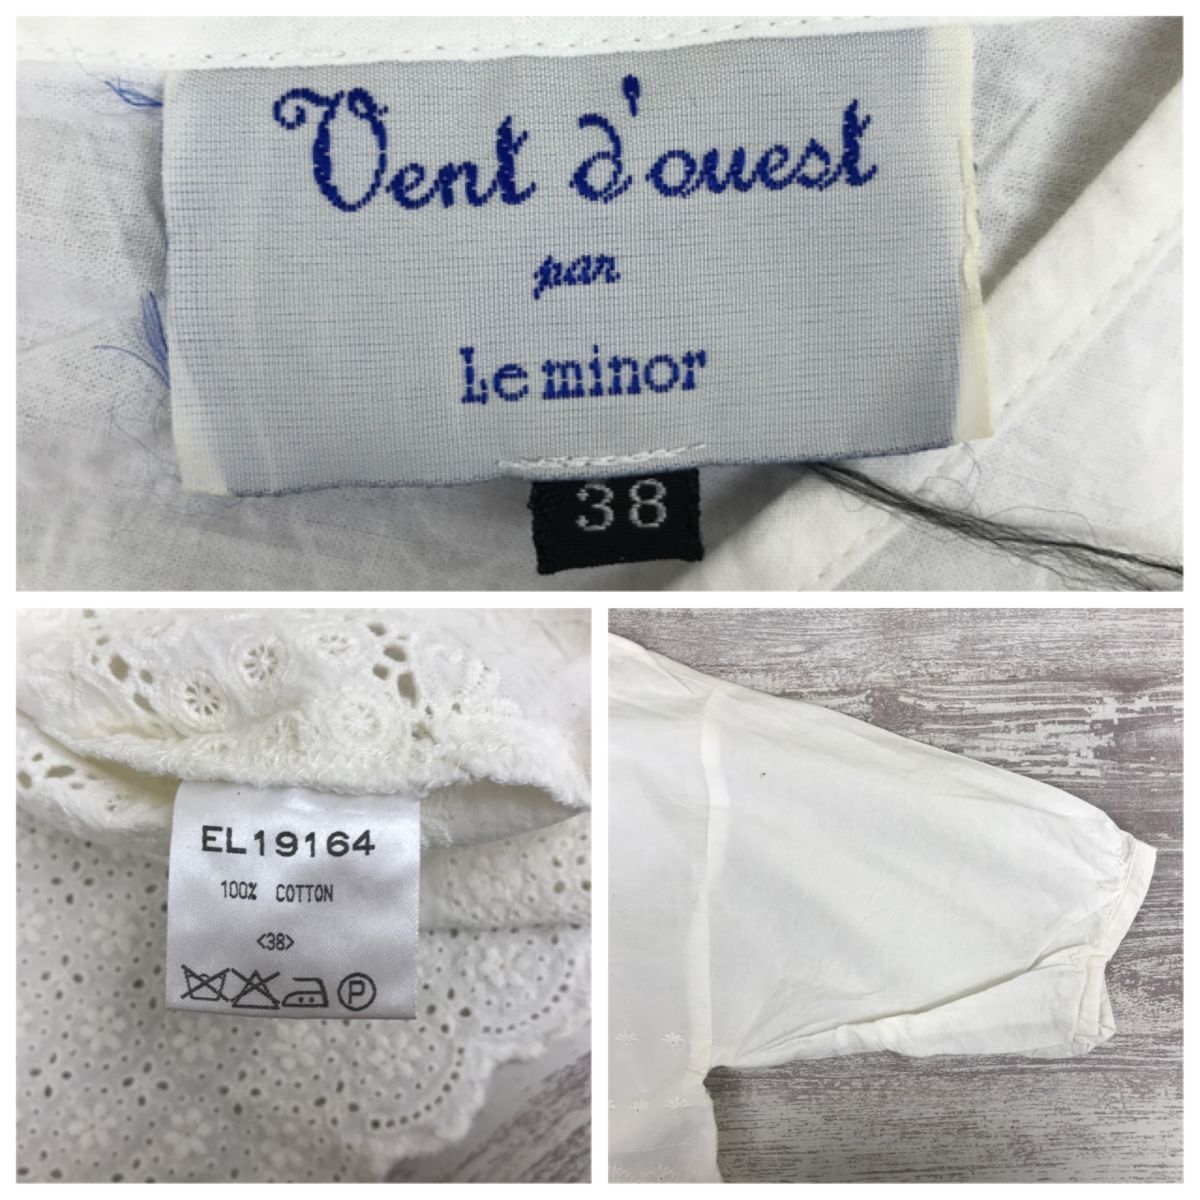 Vent d'ouest
par
Le minor
38
EL19164
100% COTTON
<38>
P